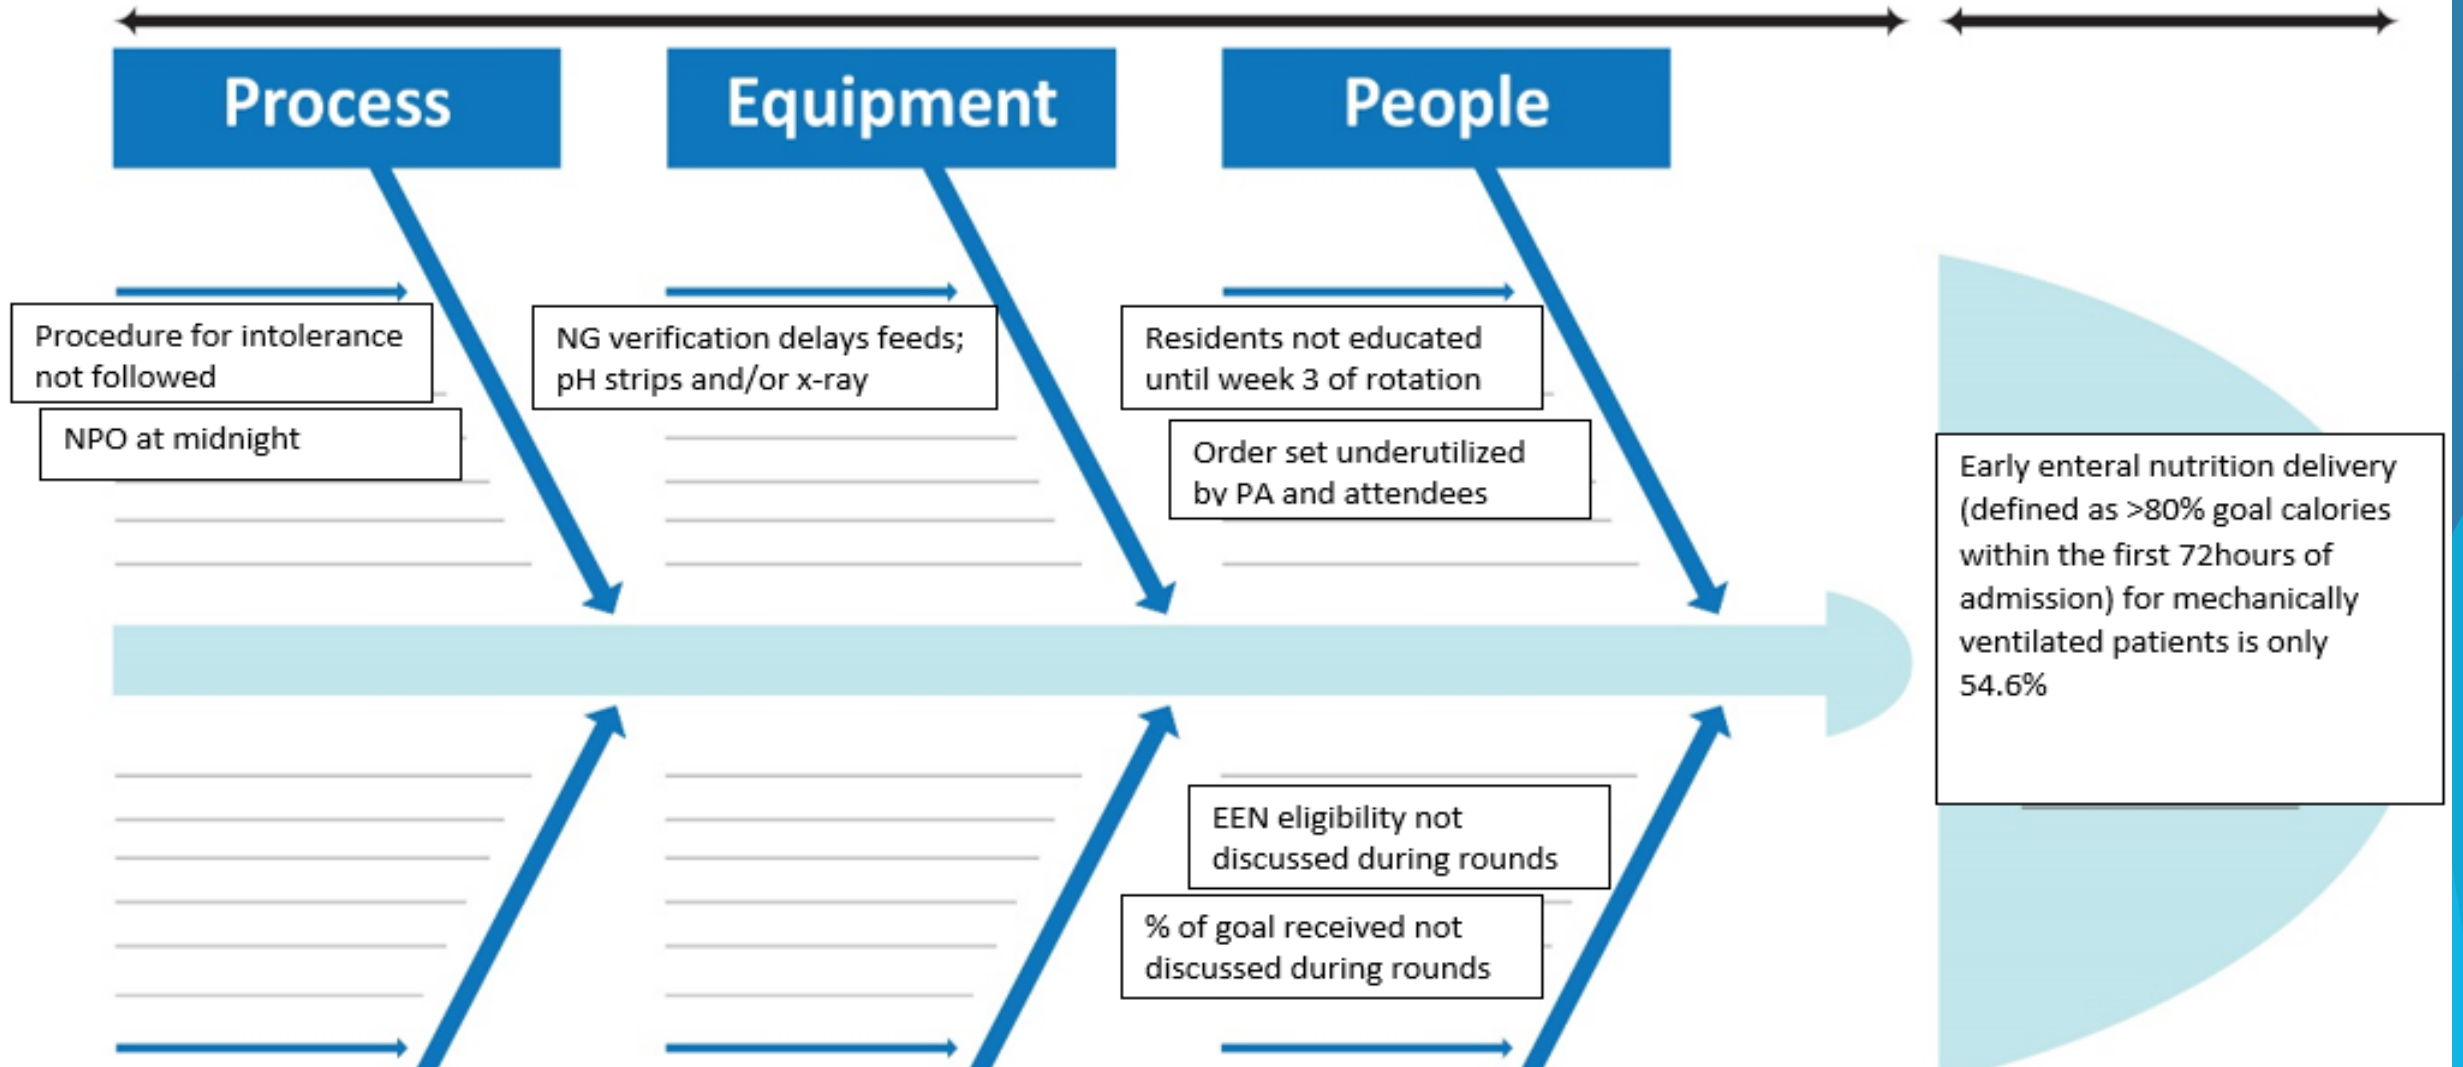 Process
Equipment
People
Procedure for intolerance
not followed
NPO at midnight
NG verification delays feeds;
pH strips and/or x-ray
Residents not educated
until week 3 of rotation
Order set underutilized
by PA and attendees
Early enteral nutrition delivery
(defined as >80% goal calories
within the first 72hours of
admission) for mechanically
ventilated patients is only
54.6%
EEN eligibility not
discussed during rounds
% of goal received not
discussed during rounds